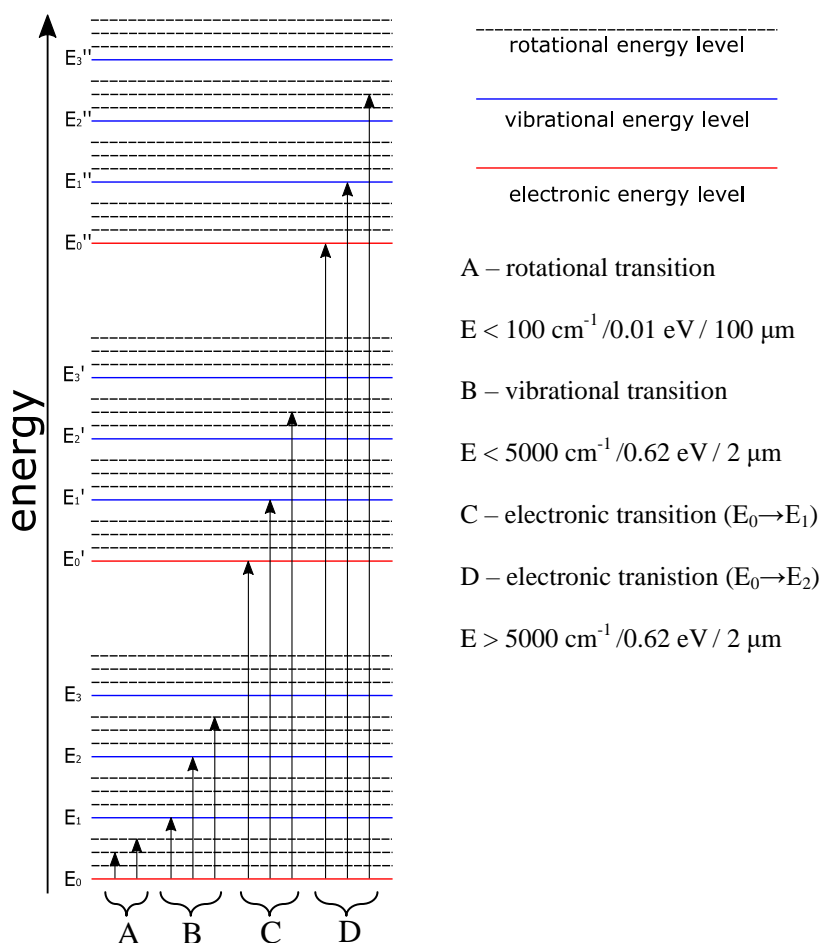 energy
E₃''
E₂''
E₁''
E₀''
E₃'
E₂'
E₁'
E₀'
E₃
E₂
E₁
E₀
A B C D
rotational energy level
vibrational energy level
electronic energy level
A – rotational transition
E < 100 cm⁻¹ /0.01 eV / 100 μm
B – vibrational transition
E < 5000 cm⁻¹ /0.62 eV / 2 μm
C – electronic transition (E₀→E₁)
D – electronic tranistion (E₀→E₂)
E > 5000 cm⁻¹ /0.62 eV / 2 μm